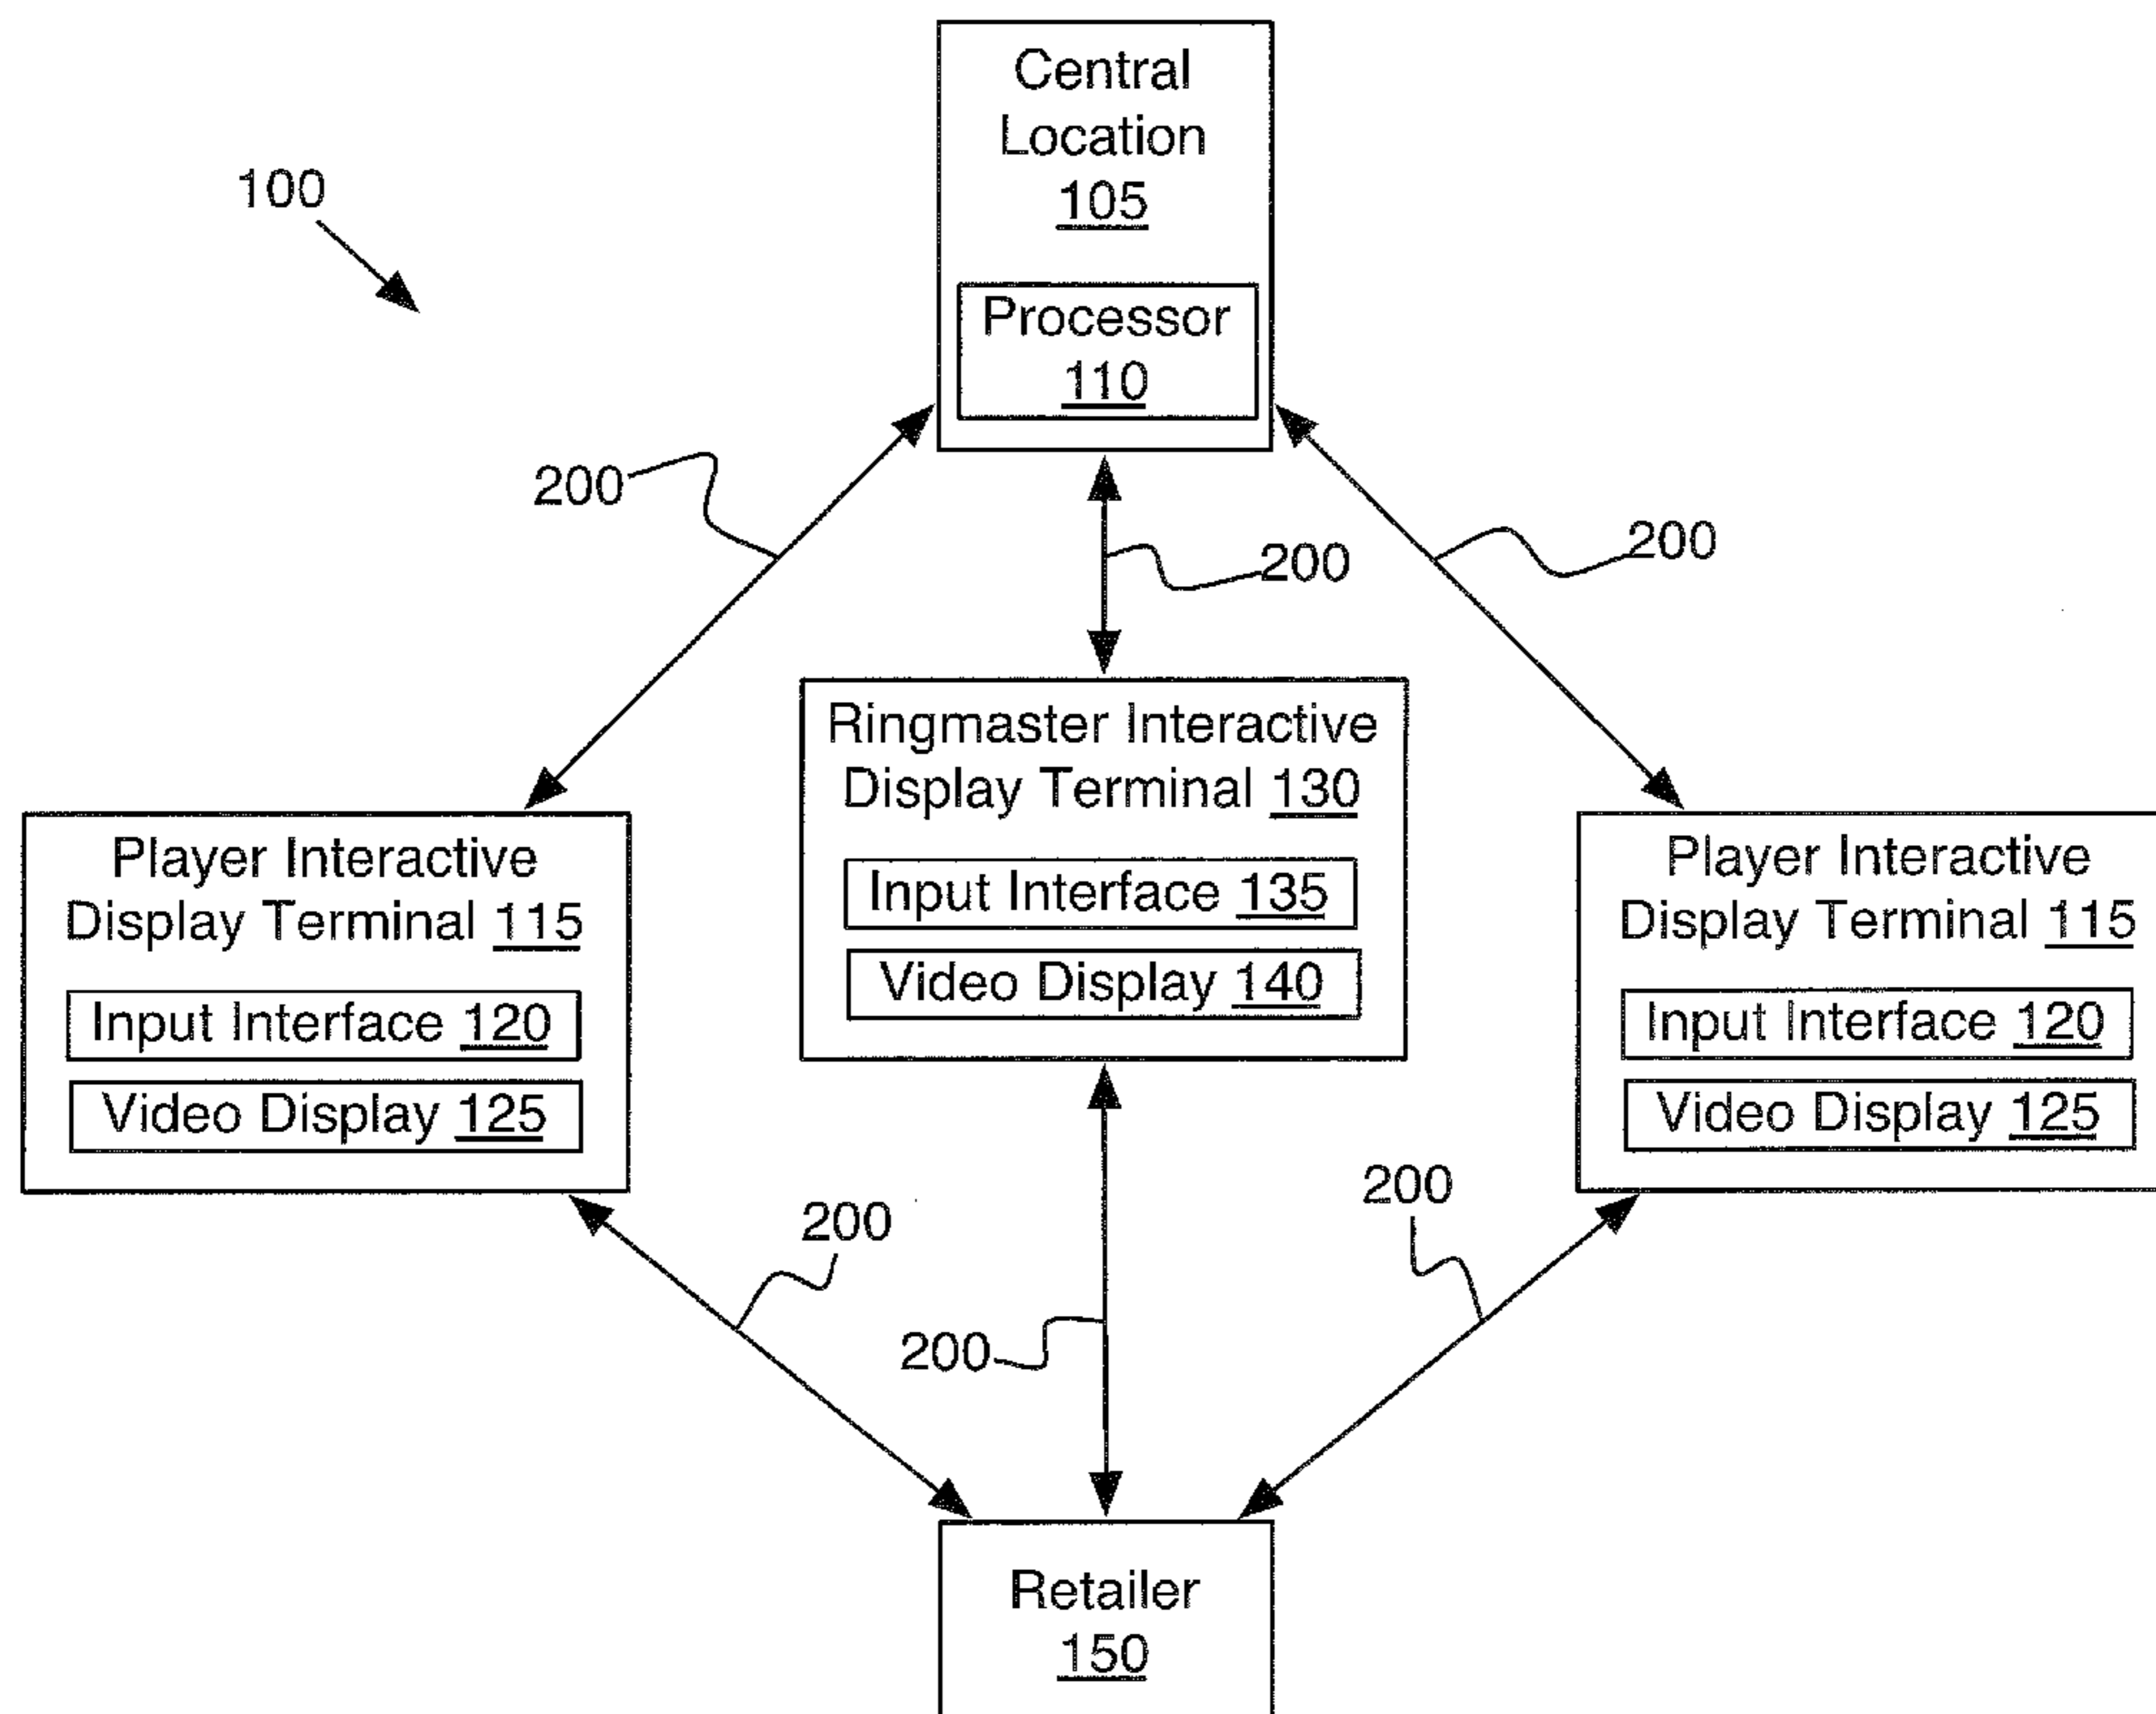 Central
Location
105
100
Processor
110
200
200
200
Ringmaster Interactive
Display Terminal 130
Input Interface 135
Video Display 140
Player Interactive
Display Terminal 115
Input Interface 120
Video Display 125
Player Interactive
Display Terminal 115
Input Interface 120
Video Display 125
200
200
200
Retailer
150